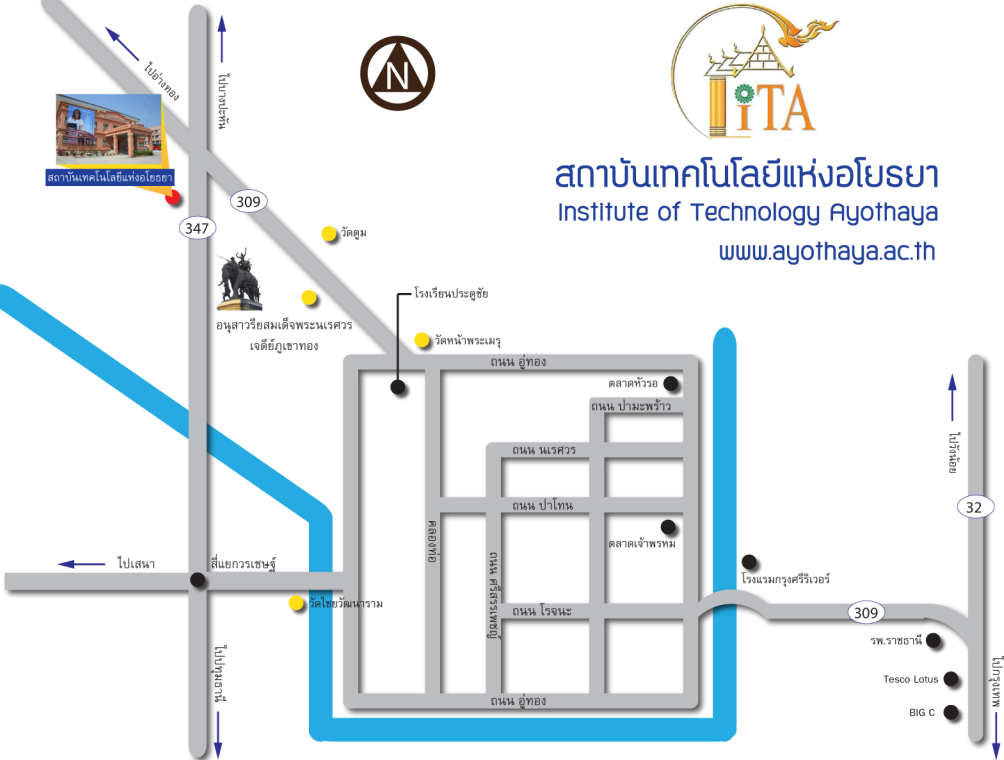 ไปอ่างทอง
ไปบางปะหัน
N
iTA
สถาบันเทคโนโลยีแห่งอโยธยา
สถาบันเทคโนโลยีแห่งอโยธยา
Institute of Technology Ayothaya
www.ayothaya.ac.th
309
347
วัดตูม
อนุสาวรียสมเด็จพระนเรศวร
เจดีย์ภูเขาทอง
โรงเรียนประตูชัย
วัดหน้าพระเมรุ
ถนน อู่ทอง
ตลาดหัวรอ
ถนน ปามะพร้าว
ถนน นเรศวร
ไปวังน้อย
32
ถนน ปาโทน
คลองท่อ
ตลาดเจ้าพรหม
ถนน ศรีสรรเพชญ์
ไปเสนา
สี่แยกวรเชษฐ์
โรงแรมกรุงศรีริเวอร์
วัดไชยวัฒนาราม
ถนน โรจนะ
309
รพ.ราชธานี
ไปปทุมธานี
ไปกรุงเทพ
Tesco Lotus
BIG C
ถนน อู่ทอง